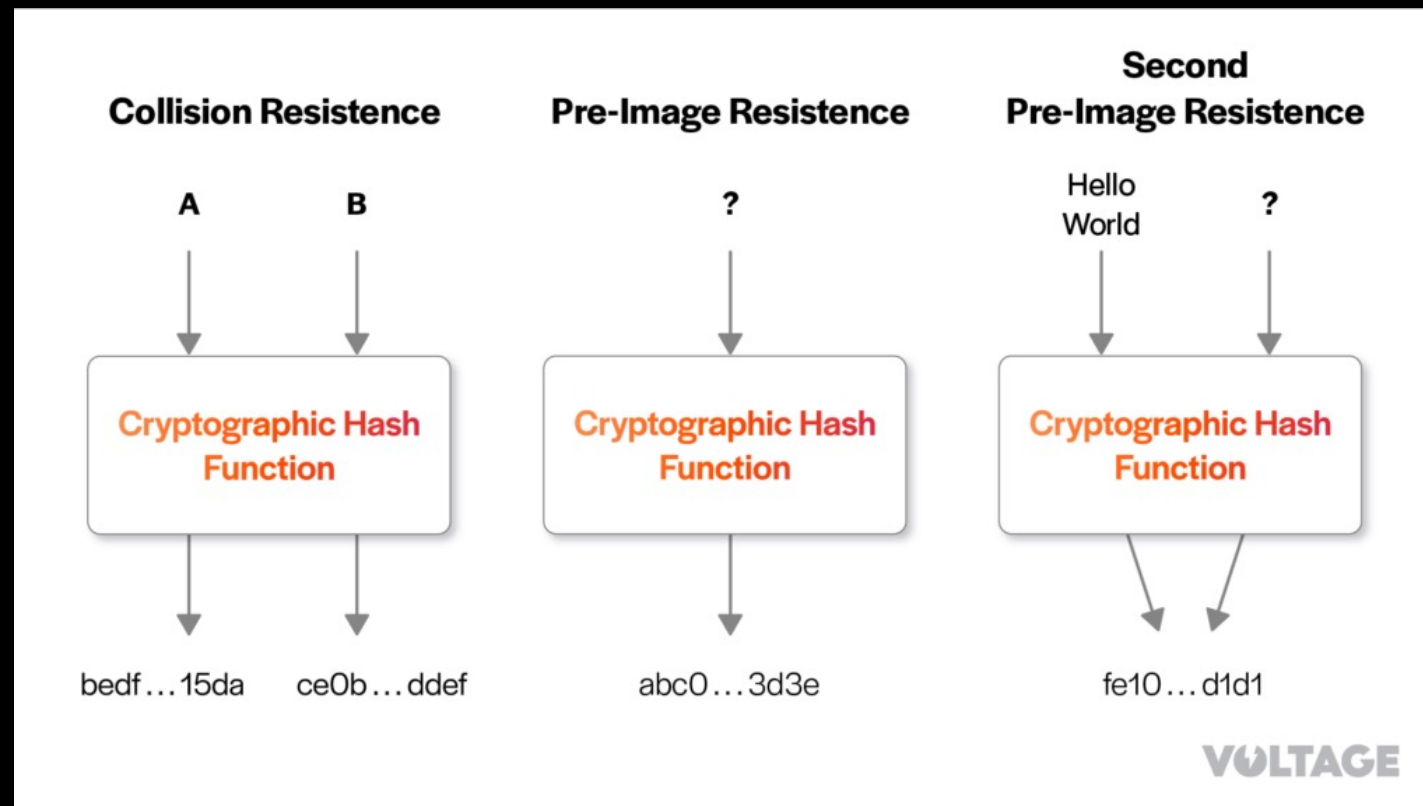 Collision Resistence
A
B
Cryptographic Hash
Function
bedf...15da
ce0b...ddef
Pre-Image Resistence
?
Cryptographic Hash
Function
abc0...3d3e
Second
Pre-Image Resistence
Hello
World
?
Cryptographic Hash
Function
fe10...d1d1
VOLTAGE